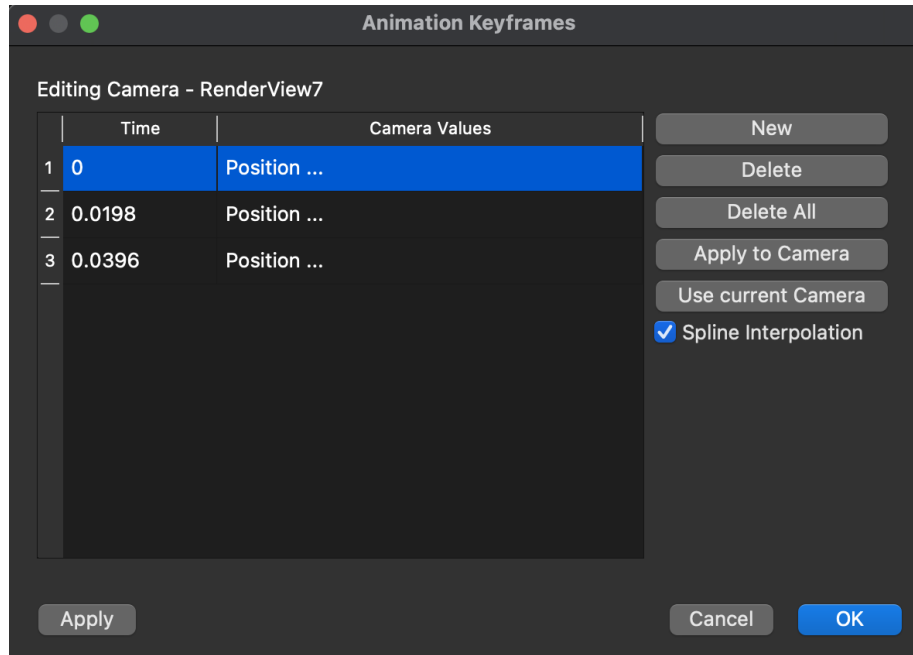 Animation Keyframes
Editing Camera - RenderView7
Time Camera Values
1 0 Position ...
2 0.0198 Position ...
3 0.0396 Position ...
New
Delete
Delete All
Apply to Camera
Use current Camera
Spline Interpolation
Apply Cancel OK